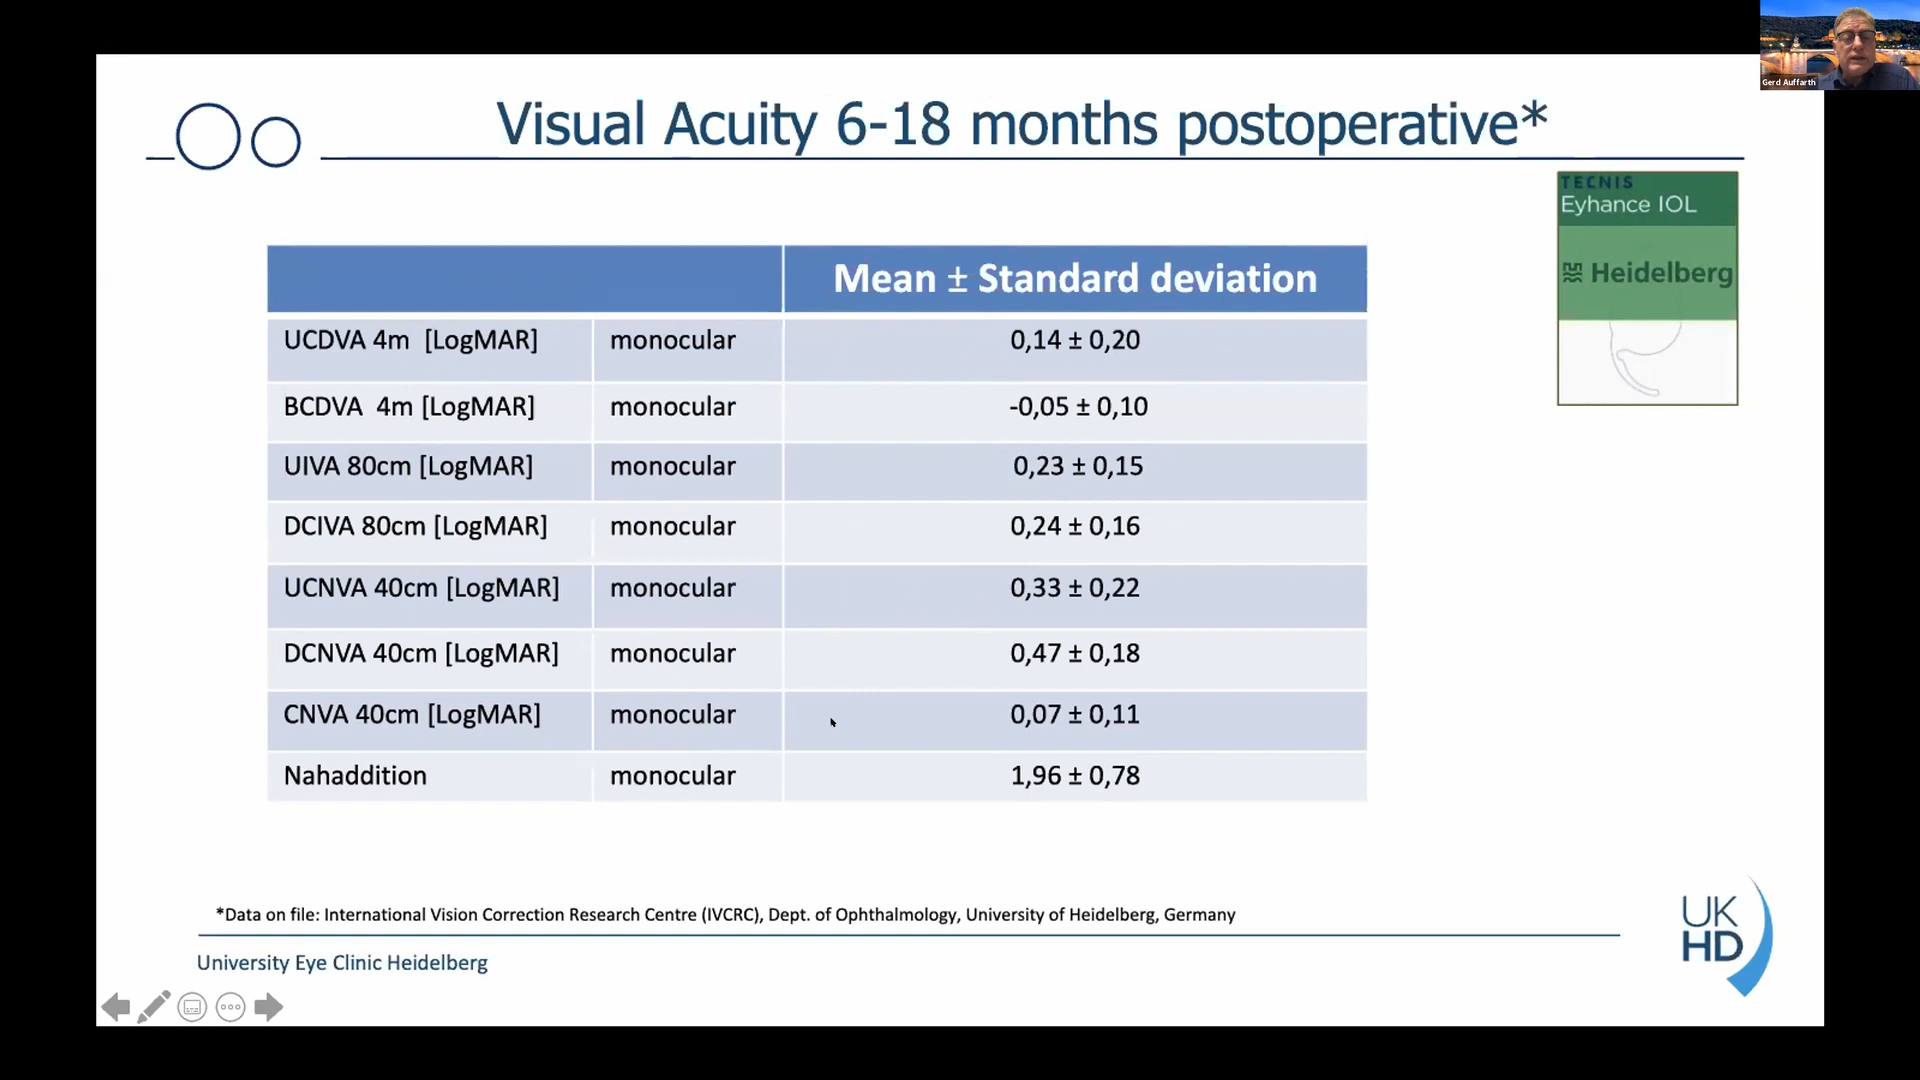 Gerd Auffarth
Visual Acuity 6-18 months postoperative*
TECNIS
Eyhance IOL
Heidelberg
Mean ± Standard deviation
UCDVA 4m [LogMAR] monocular 0,14 ± 0,20
BCDVA 4m [LogMAR] monocular -0,05 ± 0,10
UIVA 80cm [LogMAR] monocular 0,23 ± 0,15
DCIVA 80cm [LogMAR] monocular 0,24 ± 0,16
UCNVA 40cm [LogMAR] monocular 0,33 ± 0,22
DCNVA 40cm [LogMAR] monocular 0,47 ± 0,18
CNVA 40cm [LogMAR] monocular 0,07 ± 0,11
Nahaddition monocular 1,96 ± 0,78
*Data on file: International Vision Correction Research Centre (IVCRC), Dept. of Ophthalmology, University of Heidelberg, Germany
University Eye Clinic Heidelberg
UK
HD